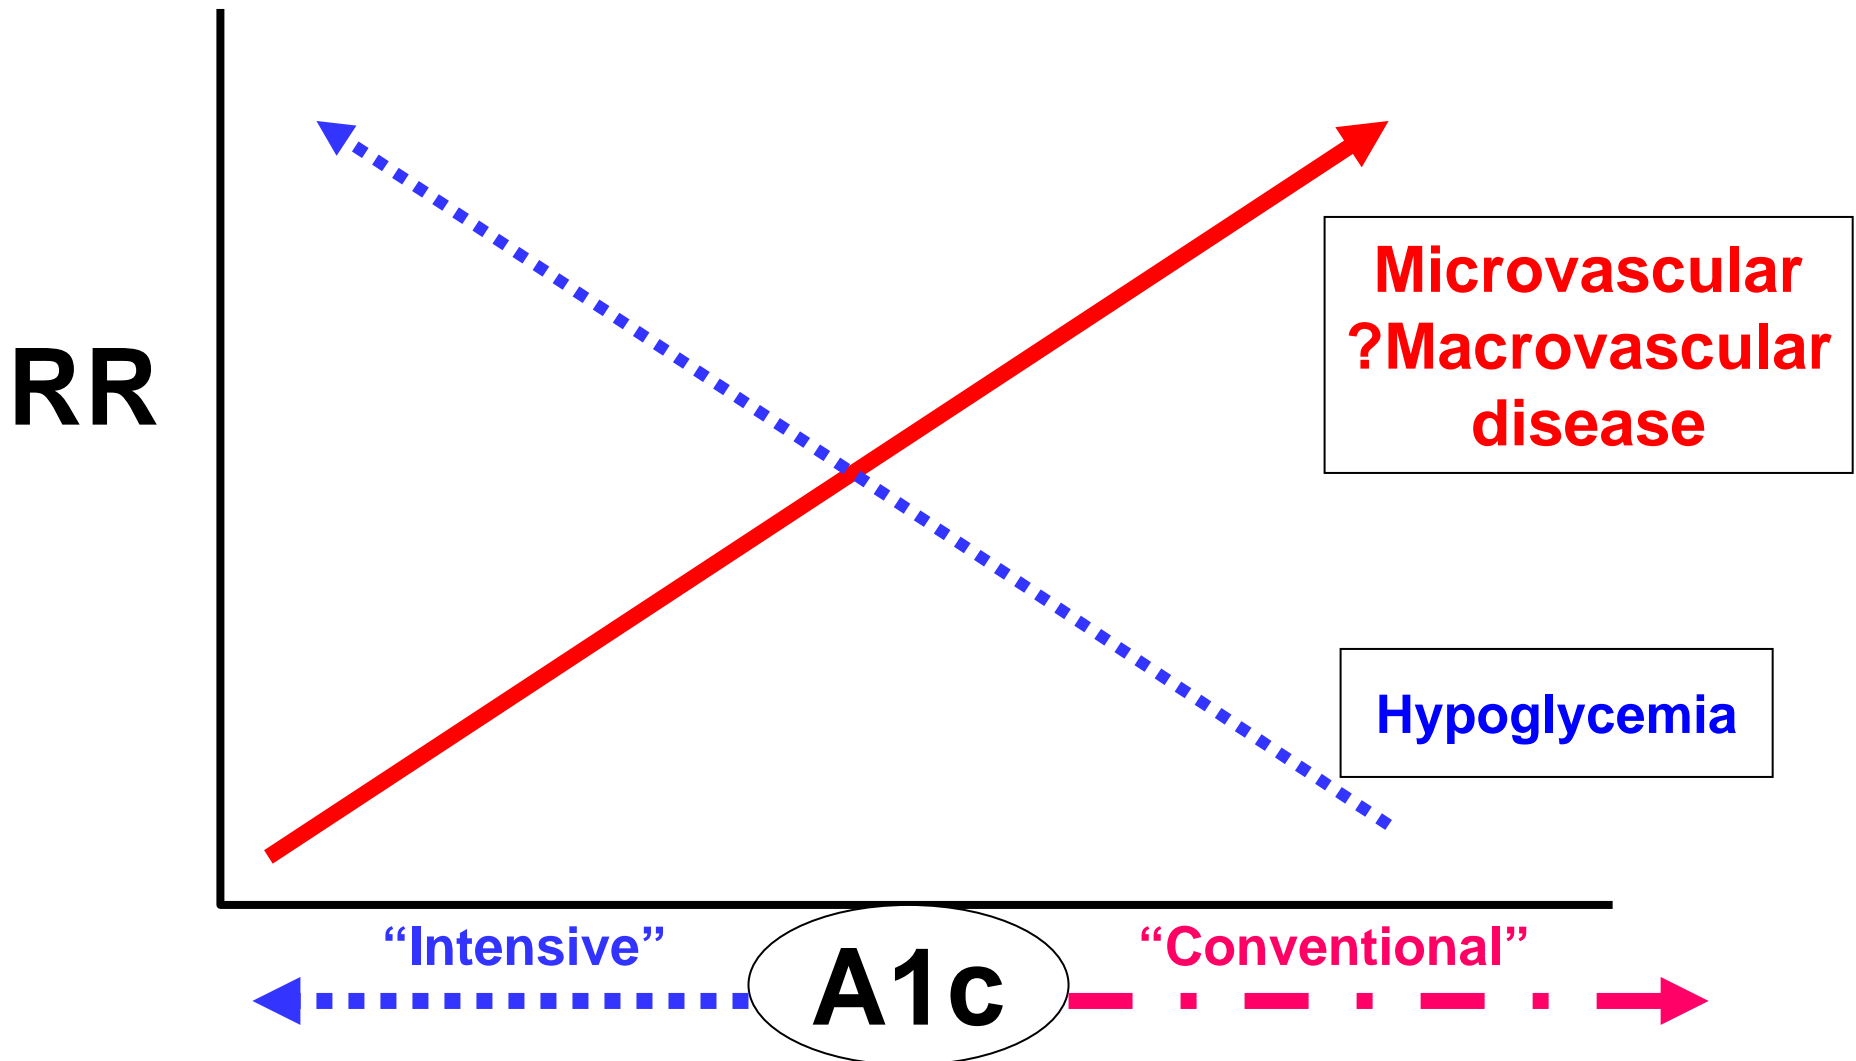 RR
Microvascular
?Macrovascular
disease
Hypoglycemia
“Intensive”
“Conventional”
A1c